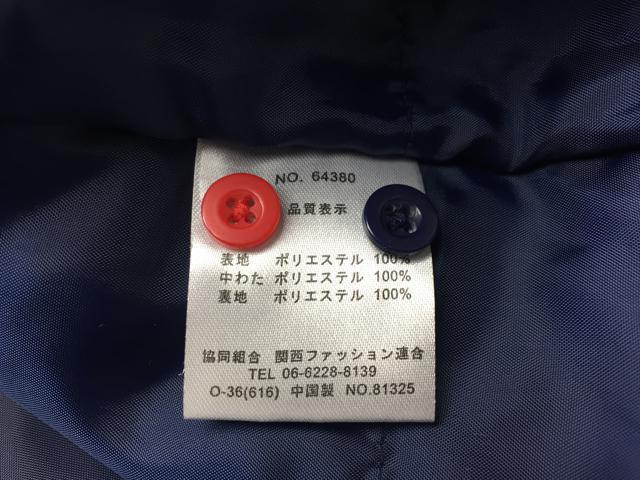 NO. 64380
品質表示
表地 ポリエステル 100%
中わた ポリエステル 100%
裏地 ポリエステル 100%
協同組合 関西ファッション連合
TEL 06-6228-8139
O-36(616) 中国製 NO.81325